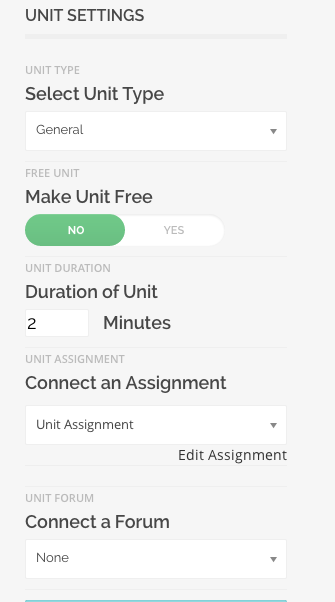 UNIT SETTINGS
UNIT TYPE
Select Unit Type
General
FREE UNIT
Make Unit Free
NO YES
UNIT DURATION
Duration of Unit
2 Minutes
UNIT ASSIGNMENT
Connect an Assignment
Unit Assignment
Edit Assignment
UNIT FORUM
Connect a Forum
None